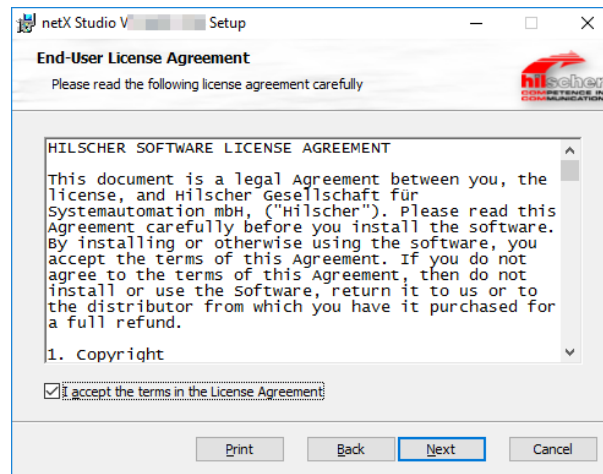 netX Studio V Setup
End-User License Agreement
Please read the following license agreement carefully
hilscher
COMPETENCE IN
COMMUNICATION
HILSCHER SOFTWARE LICENSE AGREEMENT
This document is a legal Agreement between you, the
license, and Hilscher Gesellschaft für
Systemautomation mbH, ("Hilscher"). Please read this
Agreement carefully before you install the software.
By installing or otherwise using the software, you
accept the terms of this Agreement. If you do not
agree to the terms of this Agreement, then do not
install or use the Software, return it to us or to
the distributor from which you have it purchased for
a full refund.
1. Copyright
I accept the terms in the License Agreement
Print Back Next Cancel